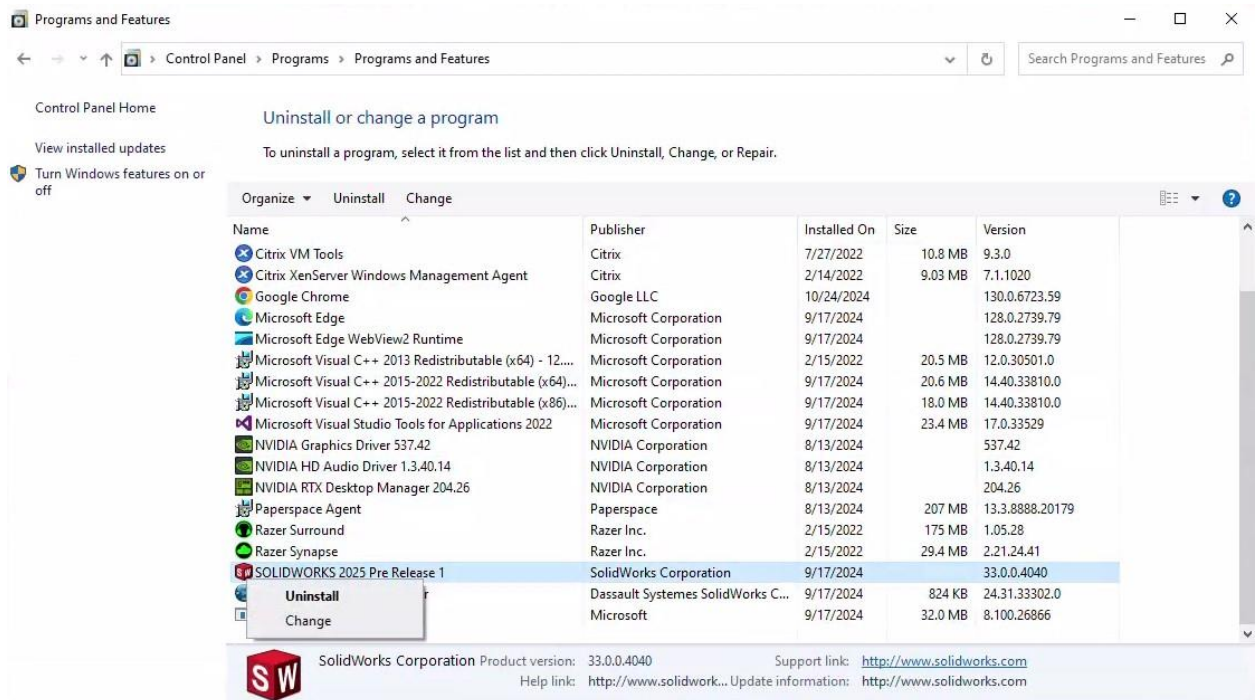 Programs and Features
Control Panel > Programs > Programs and Features
Search Programs and Features
Control Panel Home
View installed updates
Turn Windows features on or
off
Uninstall or change a program
To uninstall a program, select it from the list and then click Uninstall, Change, or Repair.
Organize Uninstall Change
Name Publisher Installed On Size Version
Citrix VM Tools Citrix 7/27/2022 10.8 MB 9.3.0
Citrix XenServer Windows Management Agent Citrix 2/14/2022 9.03 MB 7.1.1020
Google Chrome Google LLC 10/24/2024 130.0.6723.59
Microsoft Edge Microsoft Corporation 9/17/2024 128.0.2739.79
Microsoft Edge WebView2 Runtime Microsoft Corporation 9/17/2024 128.0.2739.79
Microsoft Visual C++ 2013 Redistributable (x64) - 12.... Microsoft Corporation 2/15/2022 20.5 MB 12.0.30501.0
Microsoft Visual C++ 2015-2022 Redistributable (x64)... Microsoft Corporation 9/17/2024 20.6 MB 14.40.33810.0
Microsoft Visual C++ 2015-2022 Redistributable (x86)... Microsoft Corporation 9/17/2024 18.0 MB 14.40.33810.0
Microsoft Visual Studio Tools for Applications 2022 Microsoft Corporation 9/17/2024 23.4 MB 17.0.33529
NVIDIA Graphics Driver 537.42 NVIDIA Corporation 8/13/2024 537.42
NVIDIA HD Audio Driver 1.3.40.14 NVIDIA Corporation 8/13/2024 1.3.40.14
NVIDIA RTX Desktop Manager 204.26 NVIDIA Corporation 8/13/2024 204.26
Paperspace Agent Paperspace 8/13/2024 207 MB 13.3.8888.20179
Razer Surround Razer Inc. 2/15/2022 175 MB 1.05.28
Razer Synapse Razer Inc. 2/15/2022 29.4 MB 2.21.24.41
SOLIDWORKS 2025 Pre Release 1 SolidWorks Corporation 9/17/2024 33.0.0.4040
Uninstall r Dassault Systemes SolidWorks C... 9/17/2024 824 KB 24.31.33302.0
Change Microsoft 9/17/2024 32.0 MB 8.100.26866
SW SolidWorks Corporation Product version: 33.0.0.4040 Support link: http://www.solidworks.com
Help link: http://www.solidwork... Update information: http://www.solidworks.com